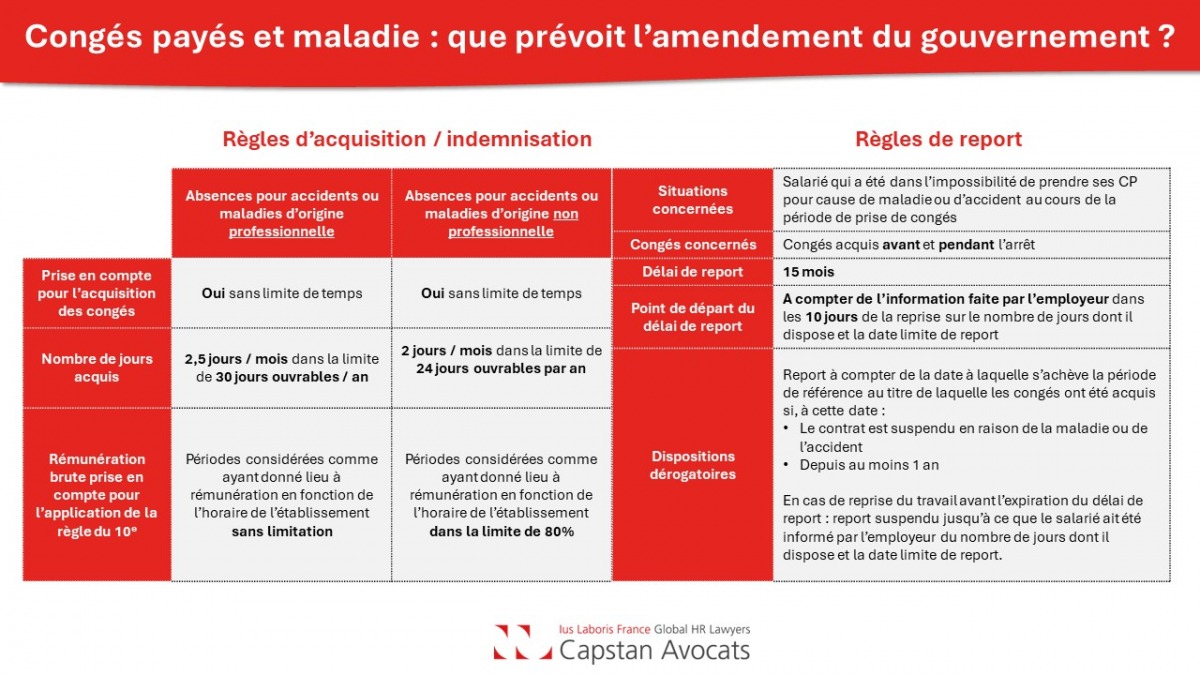 Congés payés et maladie : que prévoit l’amendement du gouvernement ?
Règles d’acquisition / indemnisation
Absences pour accidents ou
maladies d’origine
professionnelle
Absences pour accidents ou
maladies d’origine non
professionnelle
Prise en compte
pour l’acquisition
des congés
Oui sans limite de temps
Oui sans limite de temps
Nombre de jours
acquis
2,5 jours / mois dans la limite
de 30 jours ouvrables / an
2 jours / mois dans la limite de
24 jours ouvrables par an
Rémunération
brute prise en
compte pour
l’application de la
règle du 10°
Périodes considérées comme
ayant donné lieu à
rémunération en fonction de
l’horaire de l’établissement
sans limitation
Périodes considérées comme
ayant donné lieu à
rémunération en fonction de
l’horaire de l’établissement
dans la limite de 80%
Règles de report
Situations
concernées
Salarié qui a été dans l’impossibilité de prendre ses CP
pour cause de maladie ou d’accident au cours de la
période de prise de congés
Congés concernés
Congés acquis avant et pendant l’arrêt
Délai de report
15 mois
Point de départ du
délai de report
A compter de l’information faite par l’employeur dans
les 10 jours de la reprise sur le nombre de jours dont il
dispose et la date limite de report
Dispositions
dérogatoires
Report à compter de la date à laquelle s’achève la période
de référence au titre de laquelle les congés ont été acquis
si, à cette date :
• Le contrat est suspendu en raison de la maladie ou de
l’accident
• Depuis au moins 1 an
En cas de reprise du travail avant l’expiration du délai de
report : report suspendu jusqu’à ce que le salarié ait été
informé par l’employeur du nombre de jours dont il
dispose et la date limite de report.
Ius Laboris France Global HR Lawyers
Capstan Avocats